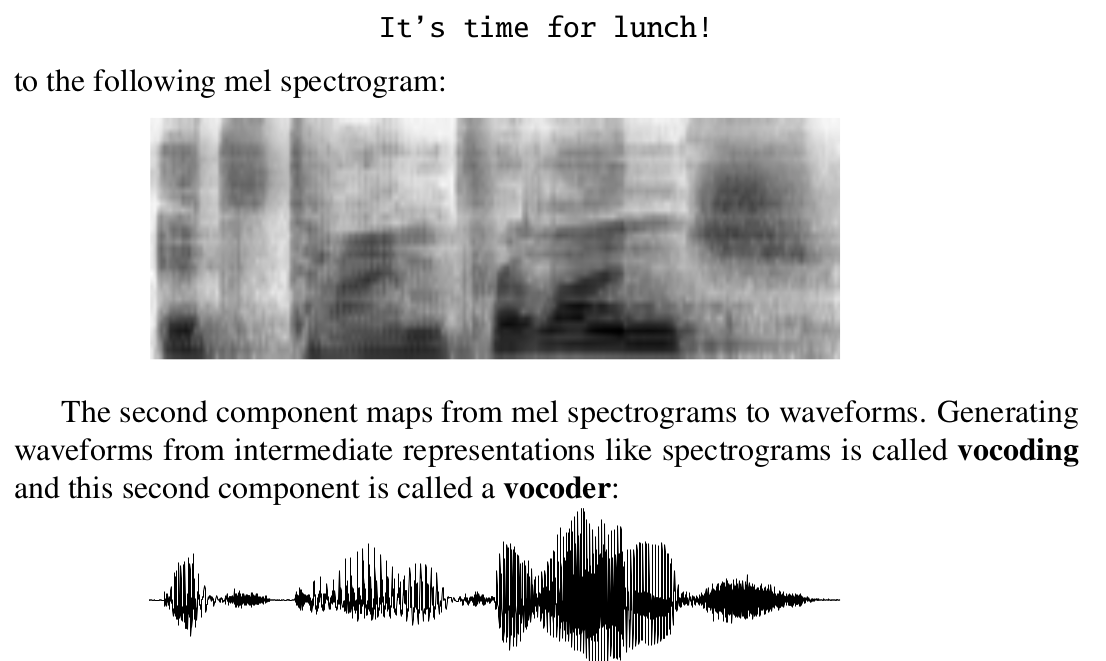 It's time for lunch!
to the following mel spectrogram:
The second component maps from mel spectrograms to waveforms. Generating
waveforms from intermediate representations like spectrograms is called vocoding
and this second component is called a vocoder: